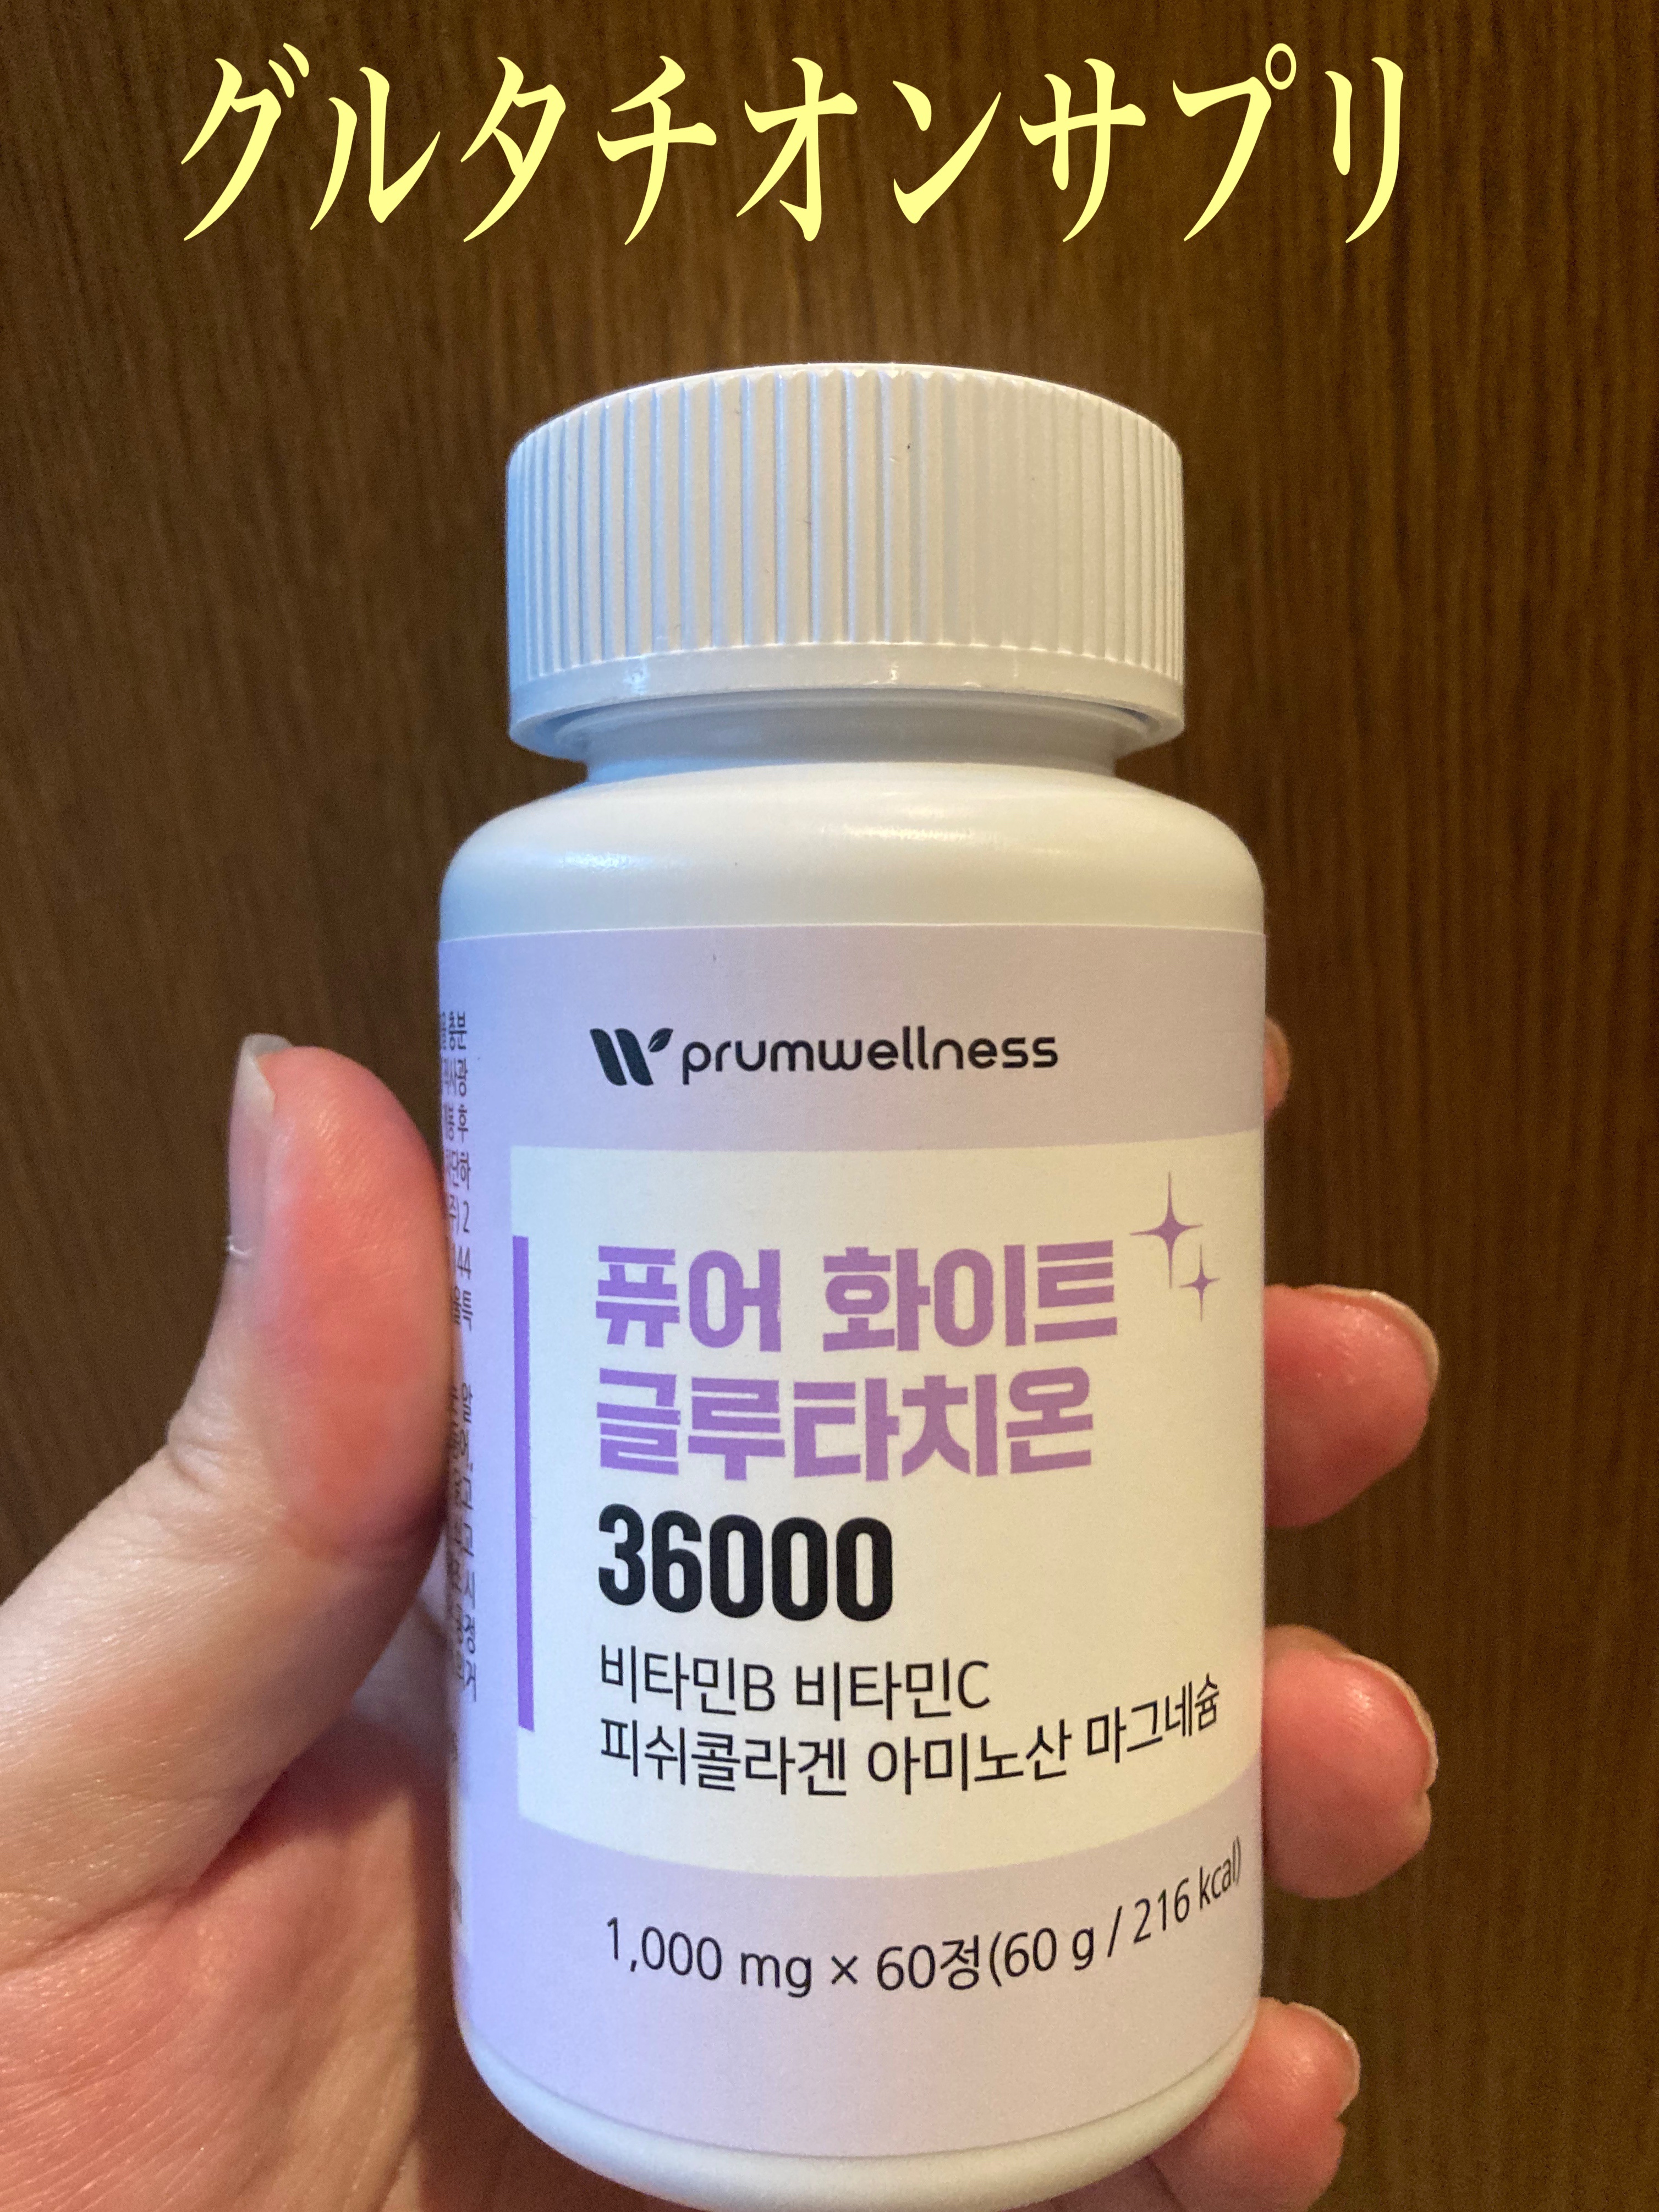 グルタチオンサプリ
prumwellness
퓨어 화이트
글루타치온
36000
비타민B 비타민C
피쉬콜라겐 아미노산 마그네슘
1,000 mg × 60정(60 g / 216 kcal)